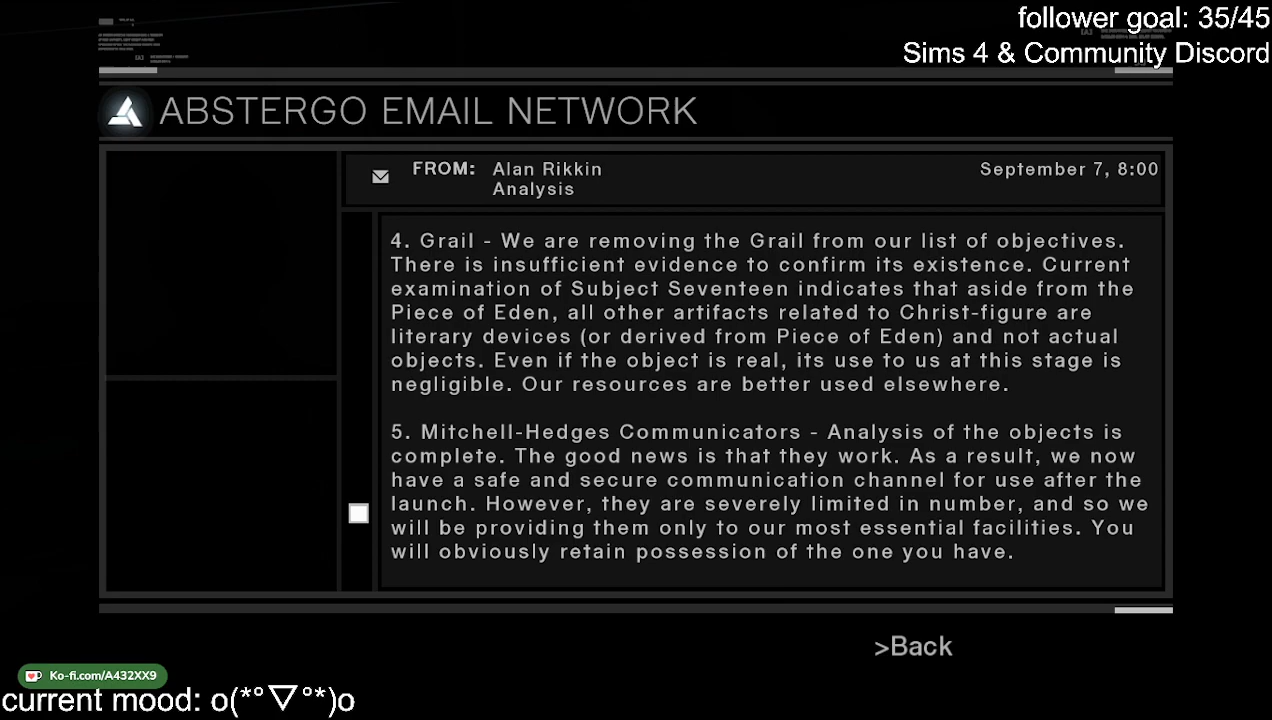 follower goal: 35/45
Sims 4 & Community Discord
ABSTERGO EMAIL NETWORK
FROM: Alan Rikkin
Analysis
September 7, 8:00
4. Grail - We are removing the Grail from our list of objectives.
There is insufficient evidence to confirm its existence. Current
examination of Subject Seventeen indicates that aside from the
Piece of Eden, all other artifacts related to Christ-figure are
literary devices (or derived from Piece of Eden) and not actual
objects. Even if the object is real, its use to us at this stage is
negligible. Our resources are better used elsewhere.
5. Mitchell-Hedges Communicators - Analysis of the objects is
complete. The good news is that they work. As a result, we now
have a safe and secure communication channel for use after the
launch. However, they are severely limited in number, and so we
will be providing them only to our most essential facilities. You
will obviously retain possession of the one you have.
>Back
Ko-fi.com/A432XX9
current mood: o(*°▽°*)o